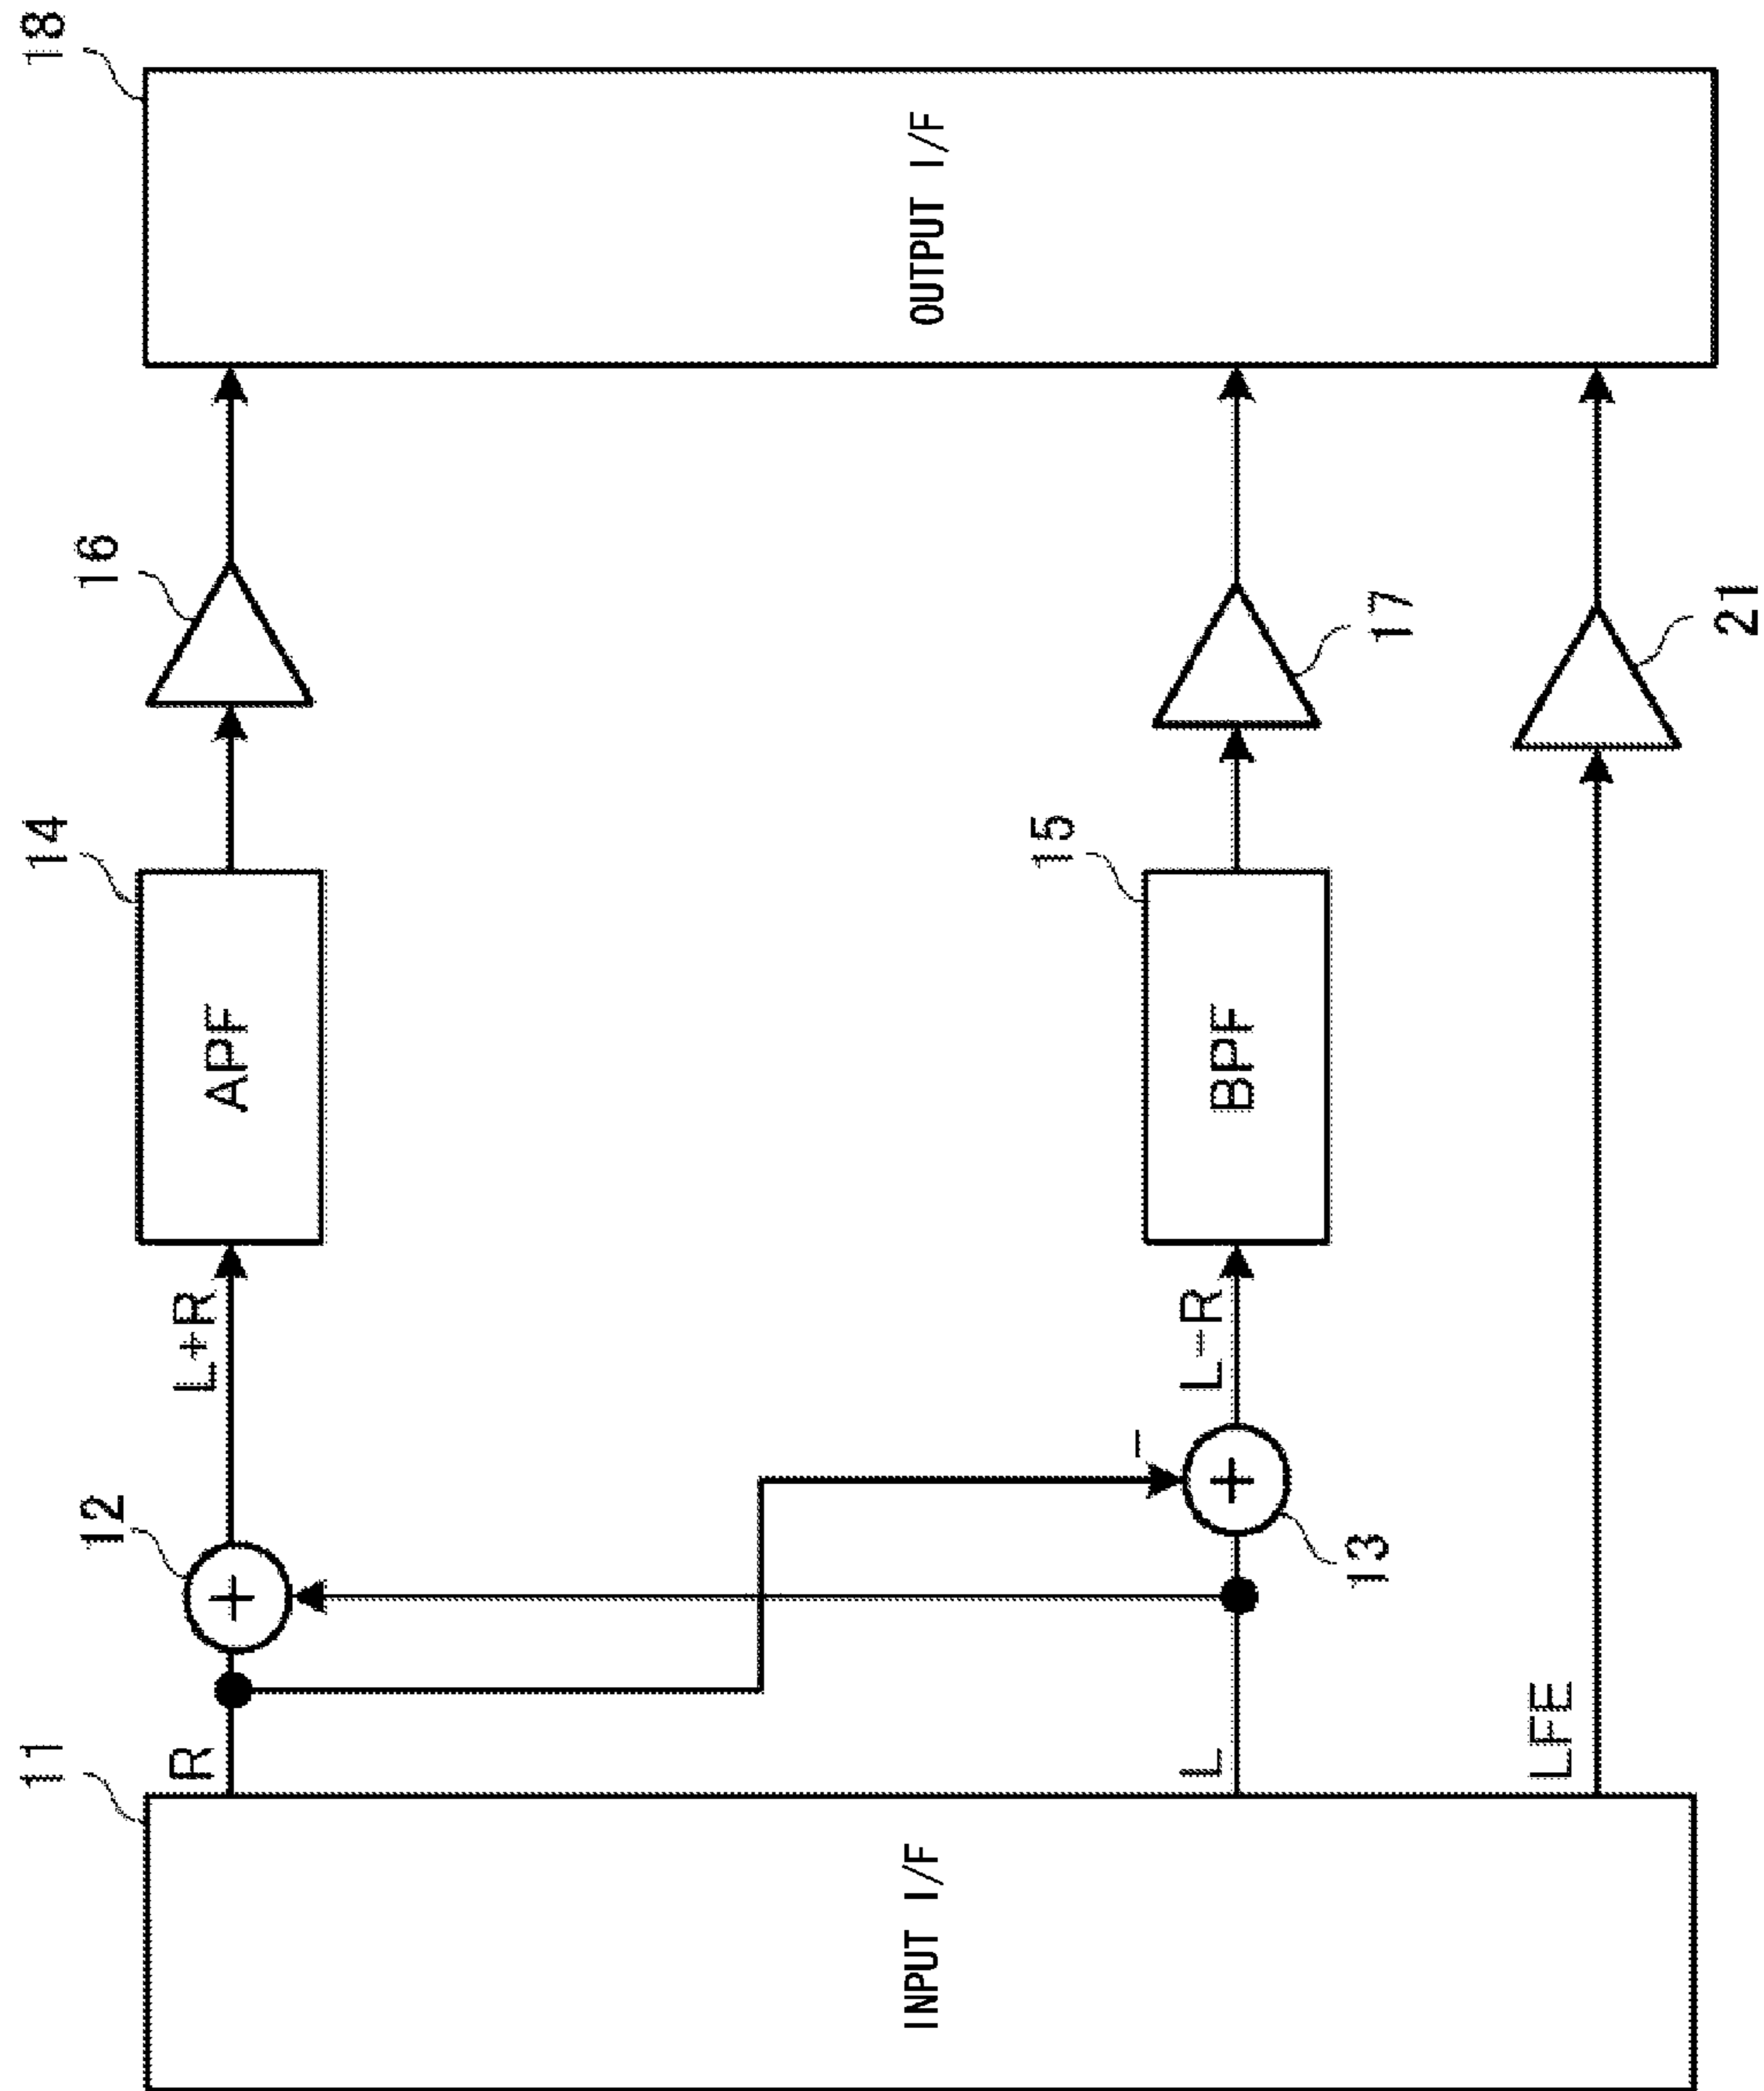 11
INPUT I/F
R
L
LFE
12
13
-
+
+
L+R
L-R
14
APF
15
BPF
16
17
21
18
OUTPUT I/F